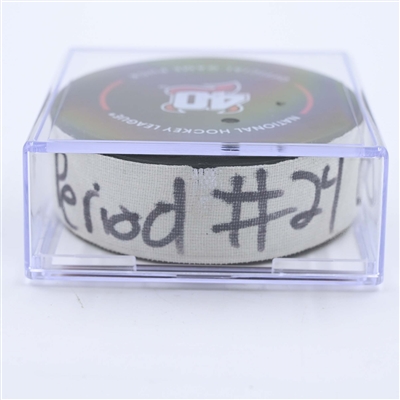 40
NATIONAL HOCKEY LEAGUE
Period #24